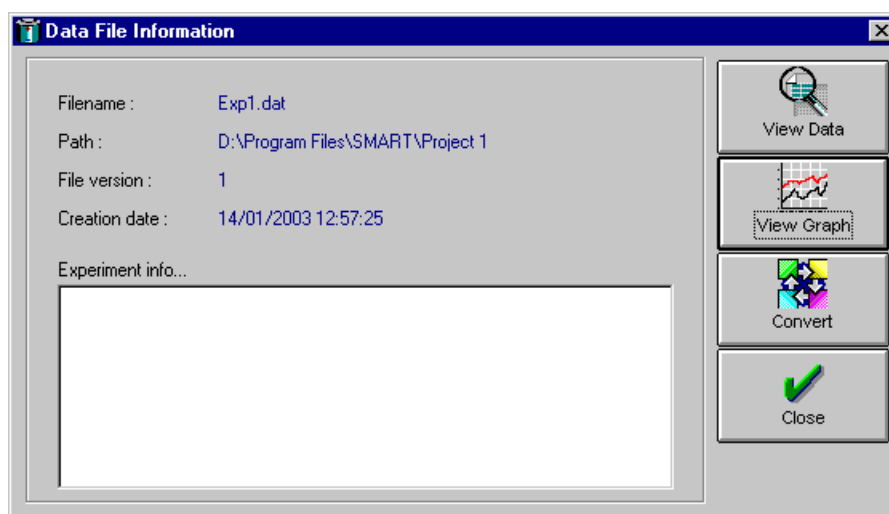 Data File Information
Filename : Exp1.dat
Path : D:\Program Files\SMART\Project 1
File version : 1
Creation date : 14/01/2003 12:57:25
Experiment info...
View Data
View Graph
Convert
Close